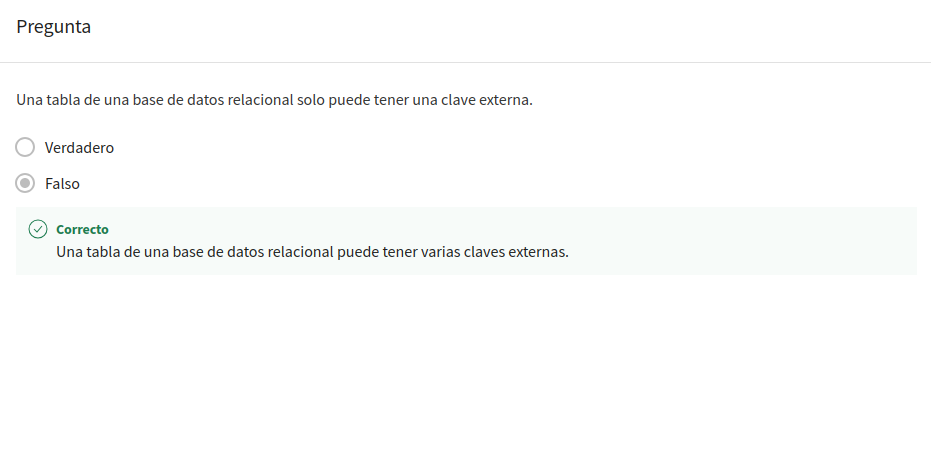 Pregunta
Una tabla de una base de datos relacional solo puede tener una clave externa.
Verdadero
Falso
Correcto
Una tabla de una base de datos relacional puede tener varias claves externas.